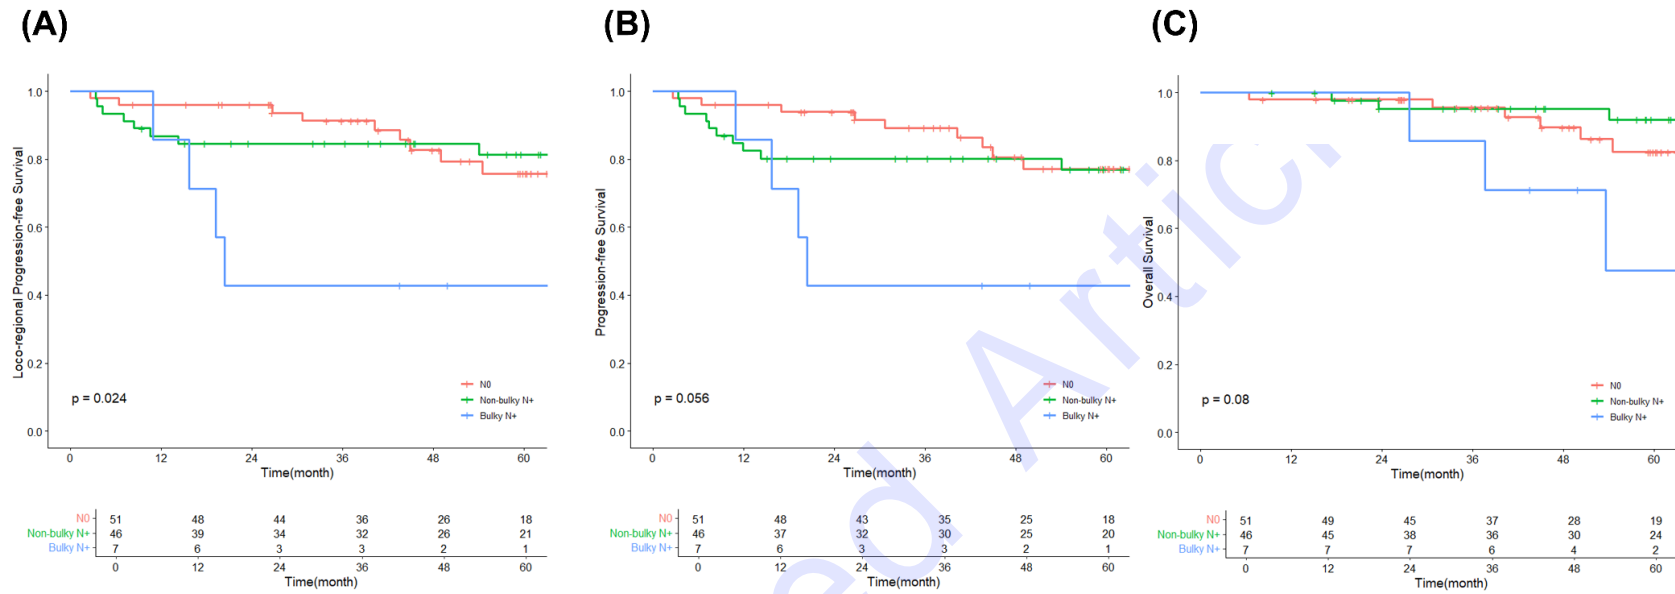 (A)
Loco-regional Progression-free Survival
1.0
0.8
0.6
0.4
0.2
0.0
p = 0.024
N0
Non-bulky N+
Bulky N+
0 12 24 36 48 60
Time(month)
N0 51 48 44 36 26 18
Non-bulky N+ 46 39 34 32 26 21
Bulky N+ 7 6 3 3 2 1
0 12 24 36 48 60
Time(month)
(B)
Progression-free Survival
1.0
0.8
0.6
0.4
0.2
0.0
p = 0.056
N0
Non-bulky N+
Bulky N+
0 12 24 36 48 60
Time(month)
N0 51 48 43 35 25 18
Non-bulky N+ 46 37 32 30 25 20
Bulky N+ 7 6 3 3 2 1
0 12 24 36 48 60
Time(month)
(C)
Overall Survival
1.0
0.8
0.6
0.4
0.2
0.0
p = 0.08
N0
Non-bulky N+
Bulky N+
0 12 24 36 48 60
Time(month)
N0 51 49 45 37 28 19
Non-bulky N+ 46 45 38 36 30 24
Bulky N+ 7 7 7 6 4 2
0 12 24 36 48 60
Time(month)
ed Artic